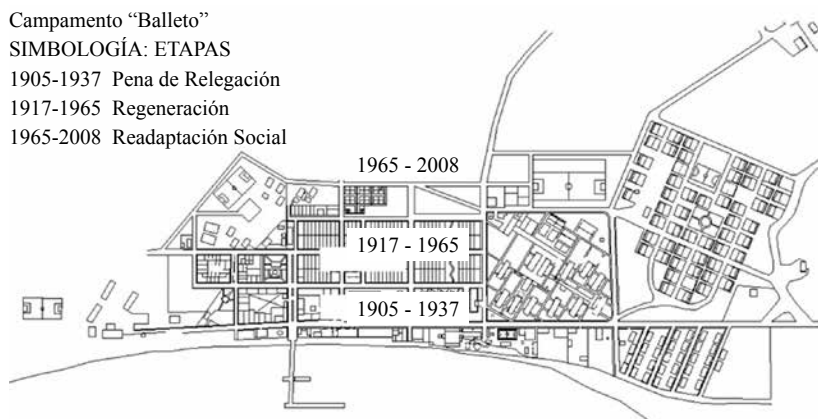 Campamento “Balleto”
SIMBOLOGÍA: ETAPAS
1905-1937 Pena de Relegación
1917-1965 Regeneración
1965-2008 Readaptación Social
1965 - 2008
1917 - 1965
1905 - 1937